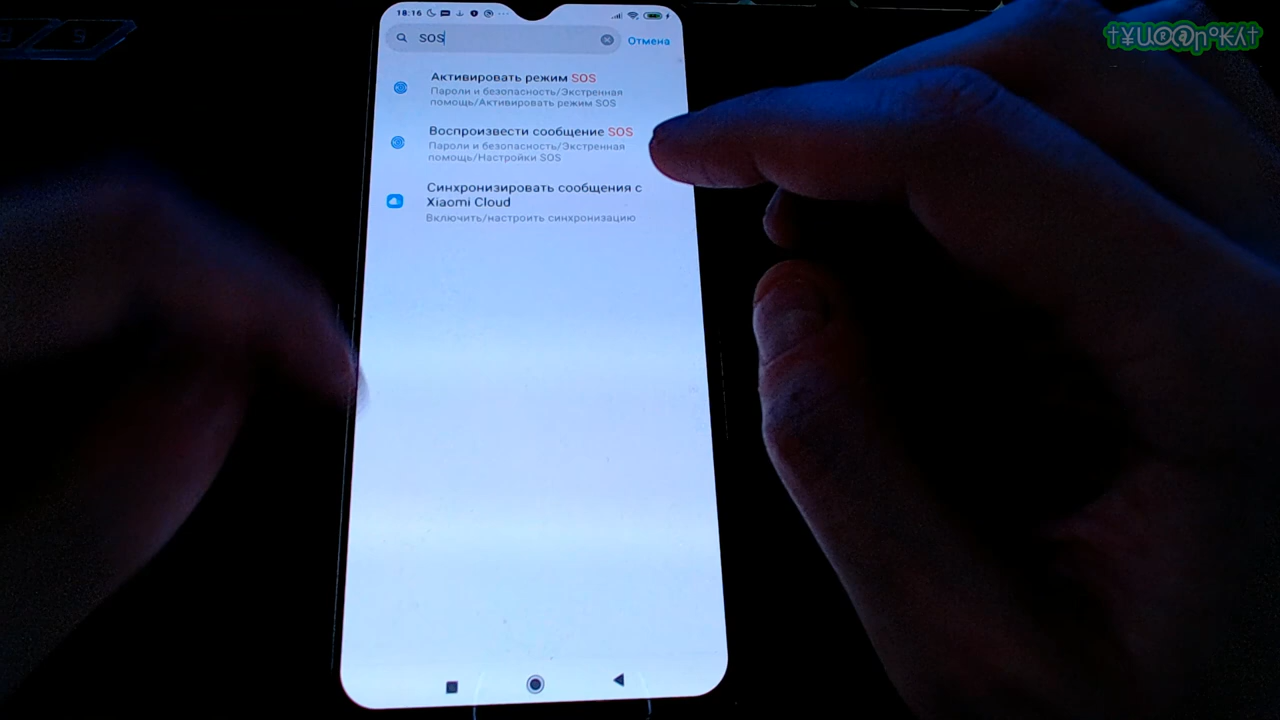 18:16
SOS
Отмена
Активировать режим SOS
Пароли и безопасность/Экстренная
помощь/Активировать режим SOS
Воспроизвести сообщение SOS
Пароли и безопасность/Экстренная
помощь/Настройки SOS
Синхронизировать сообщения с
Xiaomi Cloud
Включить/настроить синхронизацию